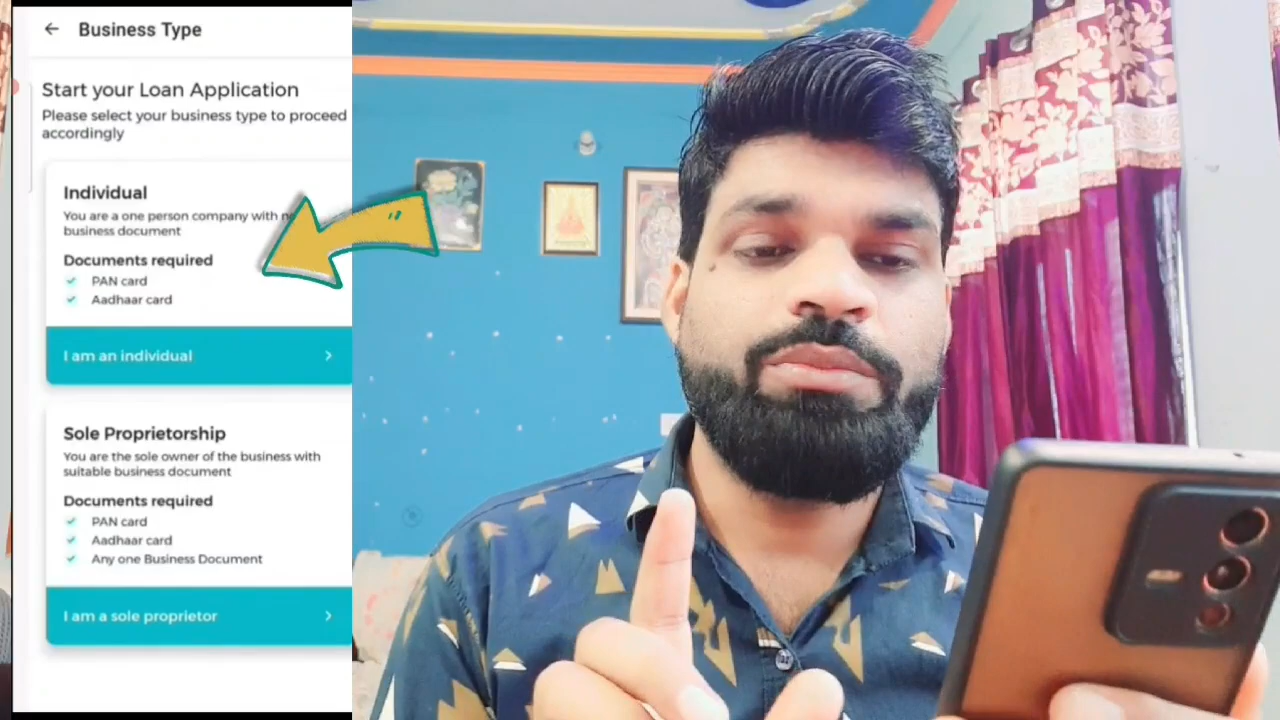 Business Type
Start your Loan Application
Please select your business type to proceed
accordingly
Individual
You are a one person company with
business document
Documents required
PAN card
Aadhaar card
I am an individual
Sole Proprietorship
You are the sole owner of the business with
suitable business document
Documents required
PAN card
Aadhaar card
Any one Business Document
I am a sole proprietor